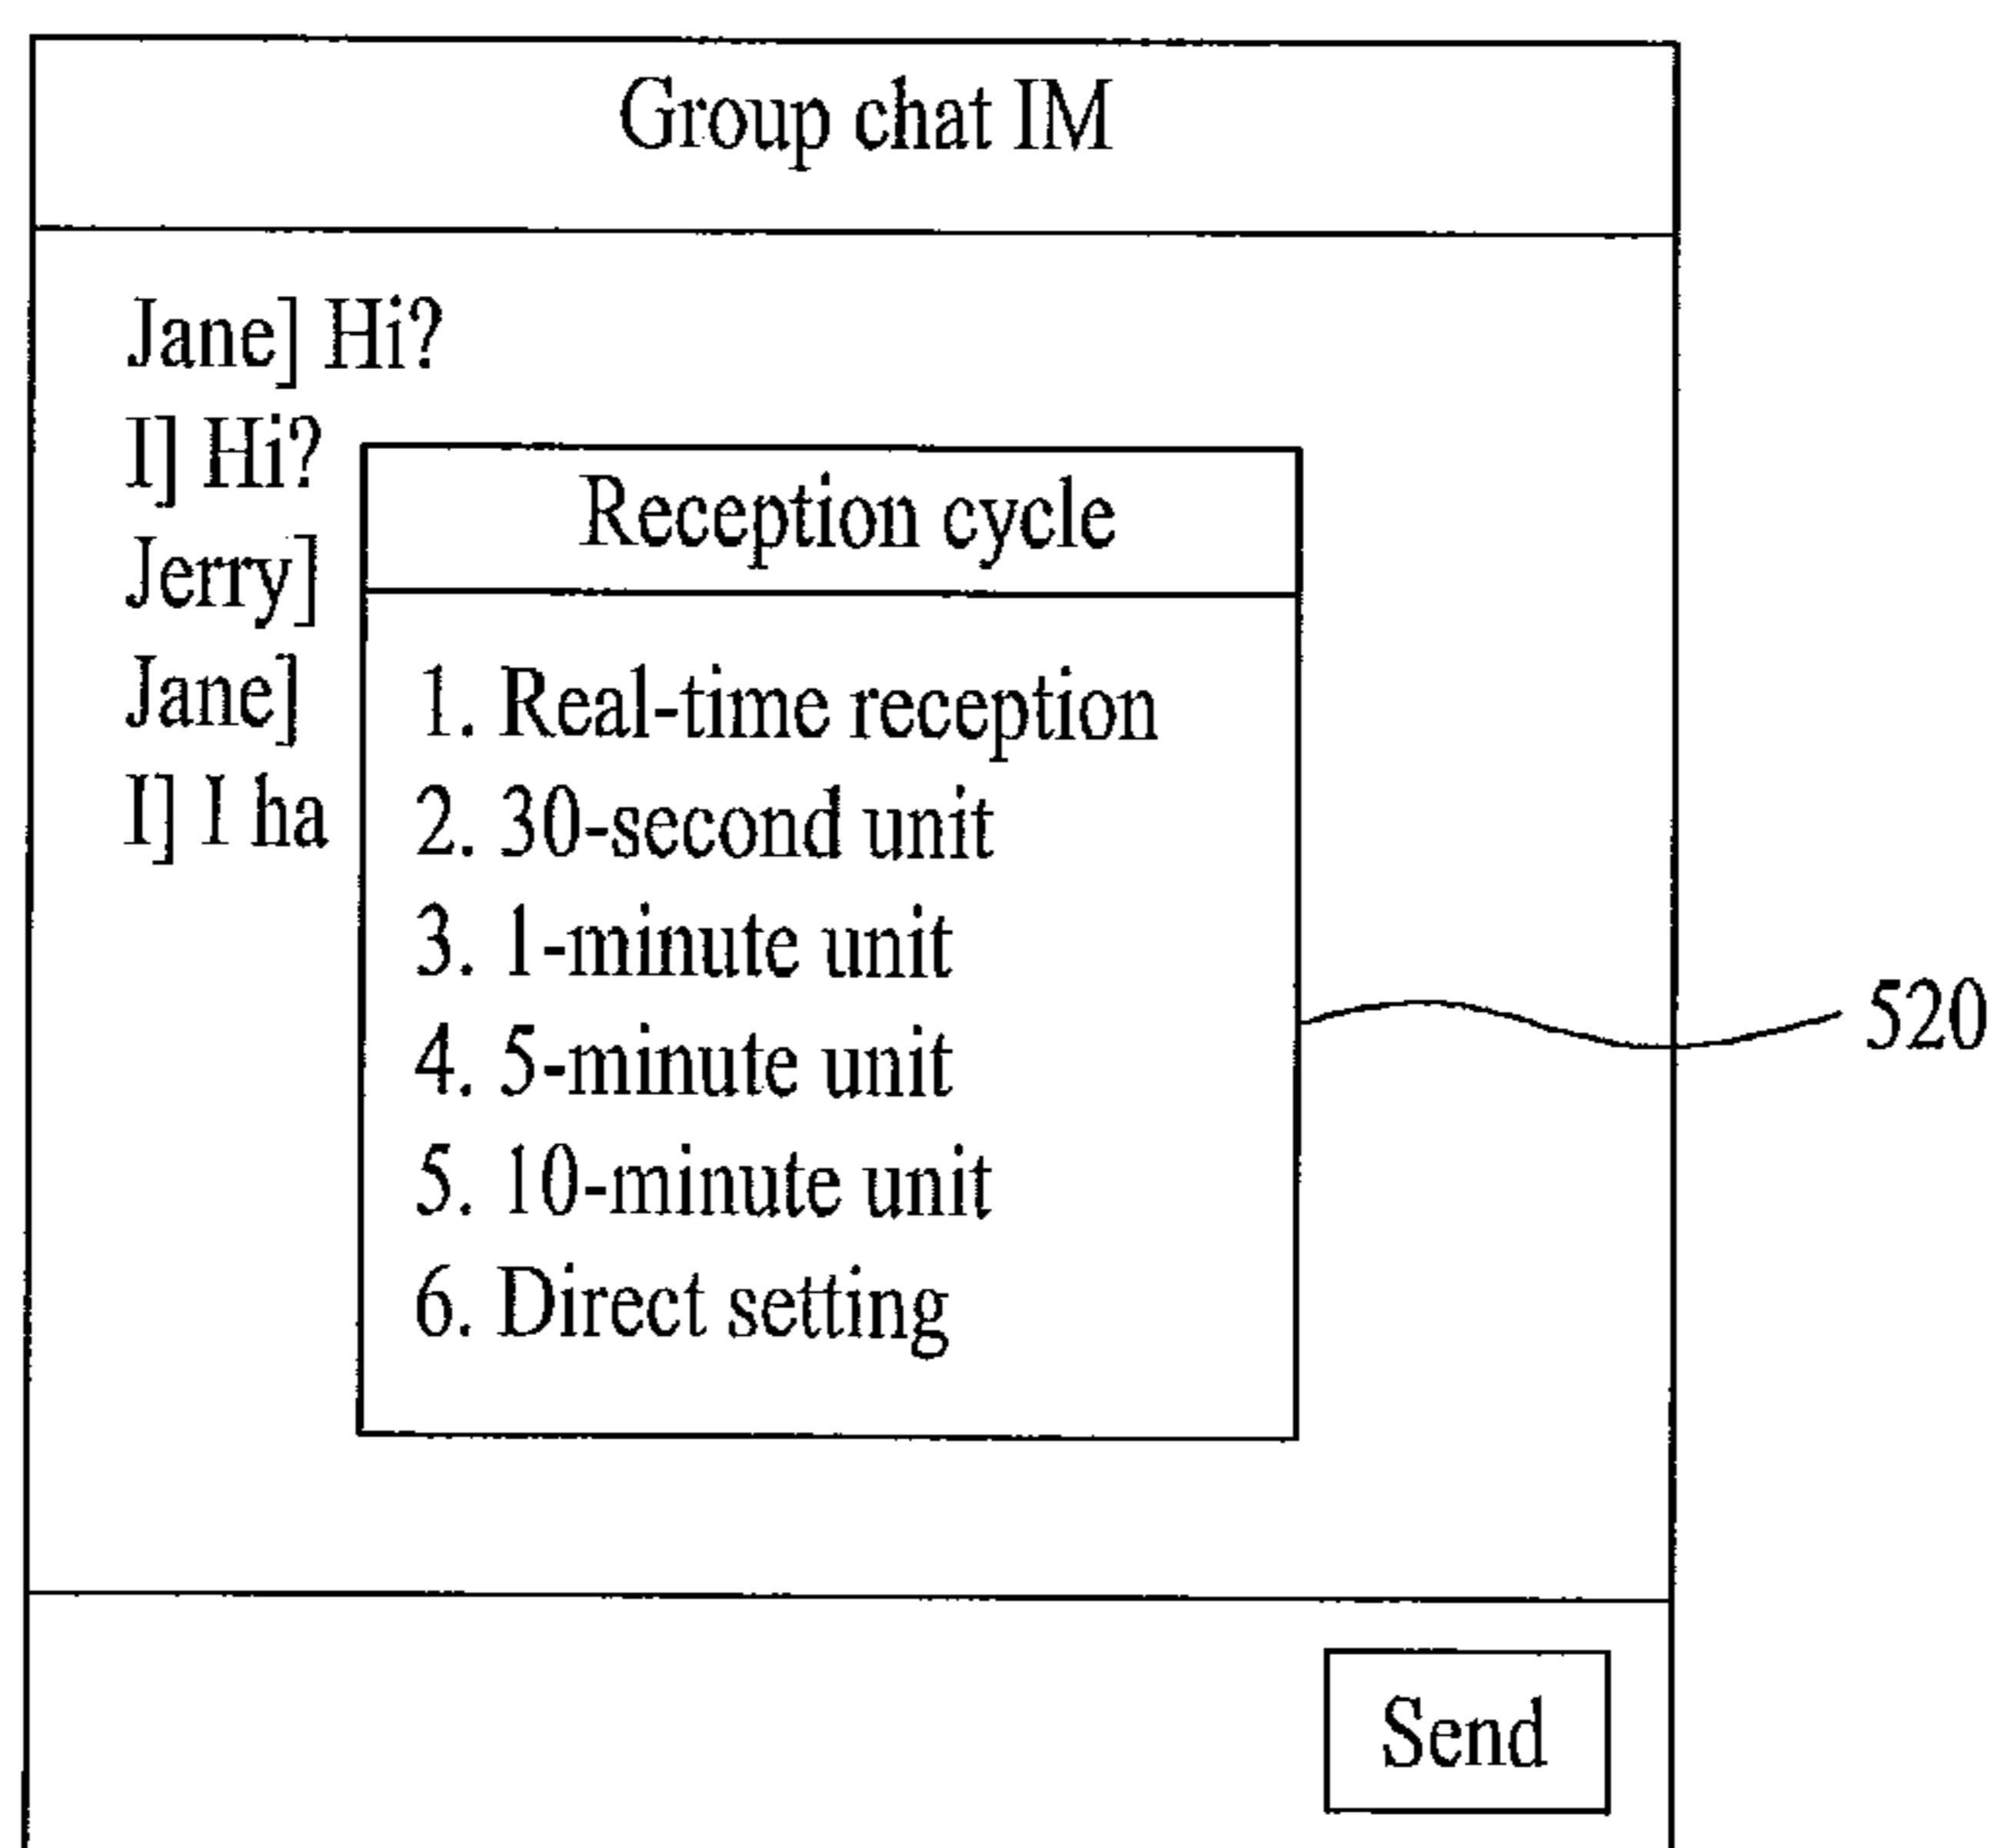 Group chat IM
Jane] Hi?
I] Hi?
Jerry]
Jane]
I] I ha
Reception cycle
1. Real-time reception
2. 30-second unit
3. 1-minute unit
4. 5-minute unit
5. 10-minute unit
6. Direct setting
520
Send